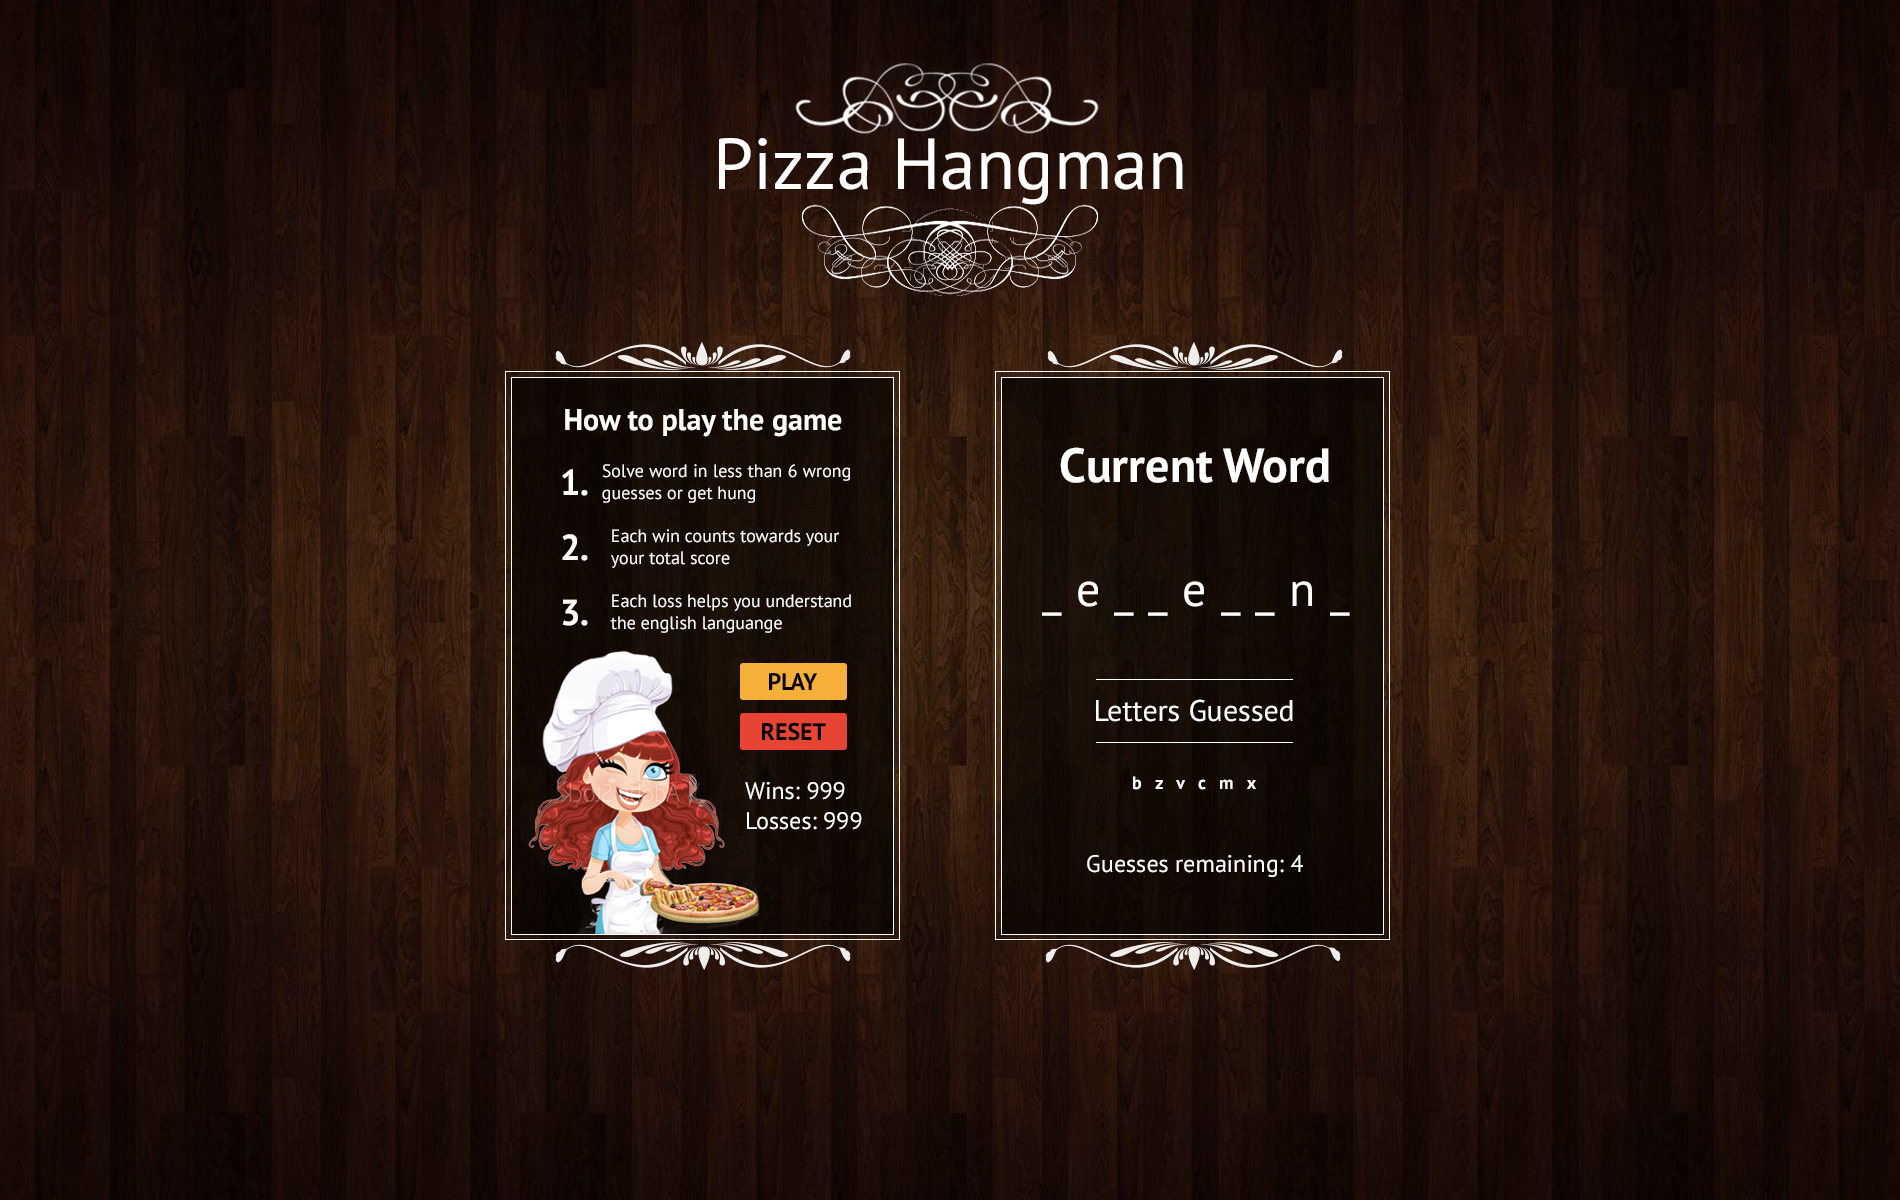 Pizza Hangman
How to play the game
1. Solve word in less than 6 wrong
guesses or get hung
2. Each win counts towards your
your total score
3. Each loss helps you understand
the english languange
PLAY
RESET
Wins: 999
Losses: 999
Current Word
_ e _ _ e _ _ n _
Letters Guessed
b z v c m x
Guesses remaining: 4